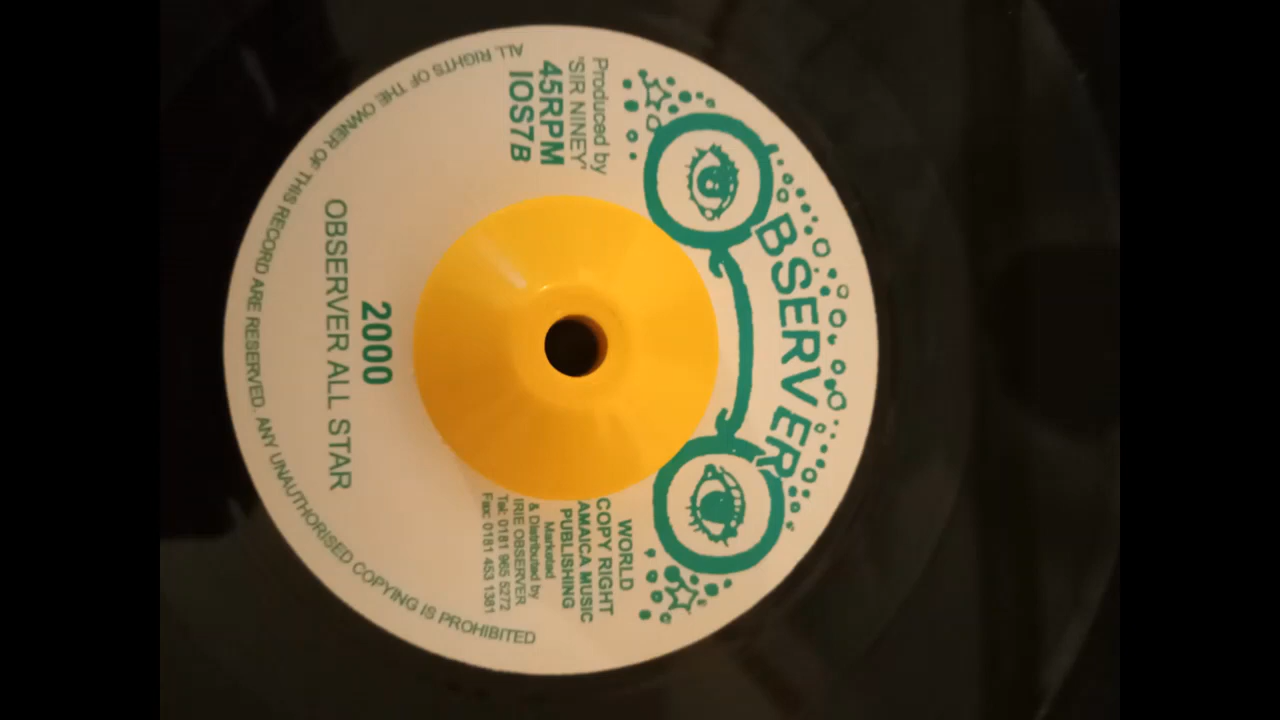 OBSERVER
Produced by
'SIR NINEY'
45RPM
IOS7B
WORLD
COPY RIGHT
AMAICA MUSIC
PUBLISHING
Marketed
& Distributed by
IRIE OBSERVER
Tel: 0181 965 5272
Fax: 0181 453 1381
2000
OBSERVER ALL STAR
ALL RIGHTS OF THE OWNER OF THIS RECORD ARE RESERVED. ANY UNAUTHORISED COPYING IS PROHIBITED